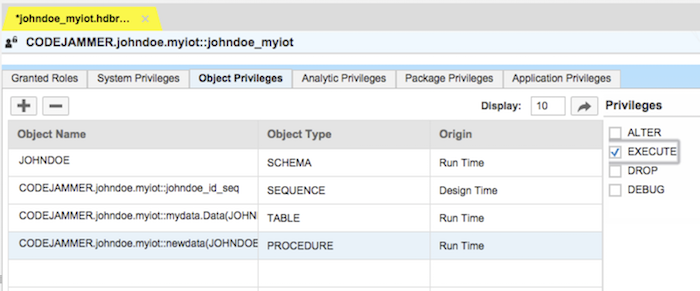 *johndoe_myiot.hdbr...
CODEJAMMER.johndoe.myiot::johndoe_myiot
Granted Roles System Privileges Object Privileges Analytic Privileges Package Privileges Application Privileges
Display: 10 Privileges
Object Name Object Type Origin
ALTER
JOHNDOE SCHEMA Run Time
EXECUTE
CODEJAMMER.johndoe.myiot::johndoe_id_seq SEQUENCE Design Time
DROP
DEBUG
CODEJAMMER.johndoe.myiot::mydata.Data(JOHN TABLE Run Time
CODEJAMMER.johndoe.myiot::newdata(JOHNDOE PROCEDURE Run Time